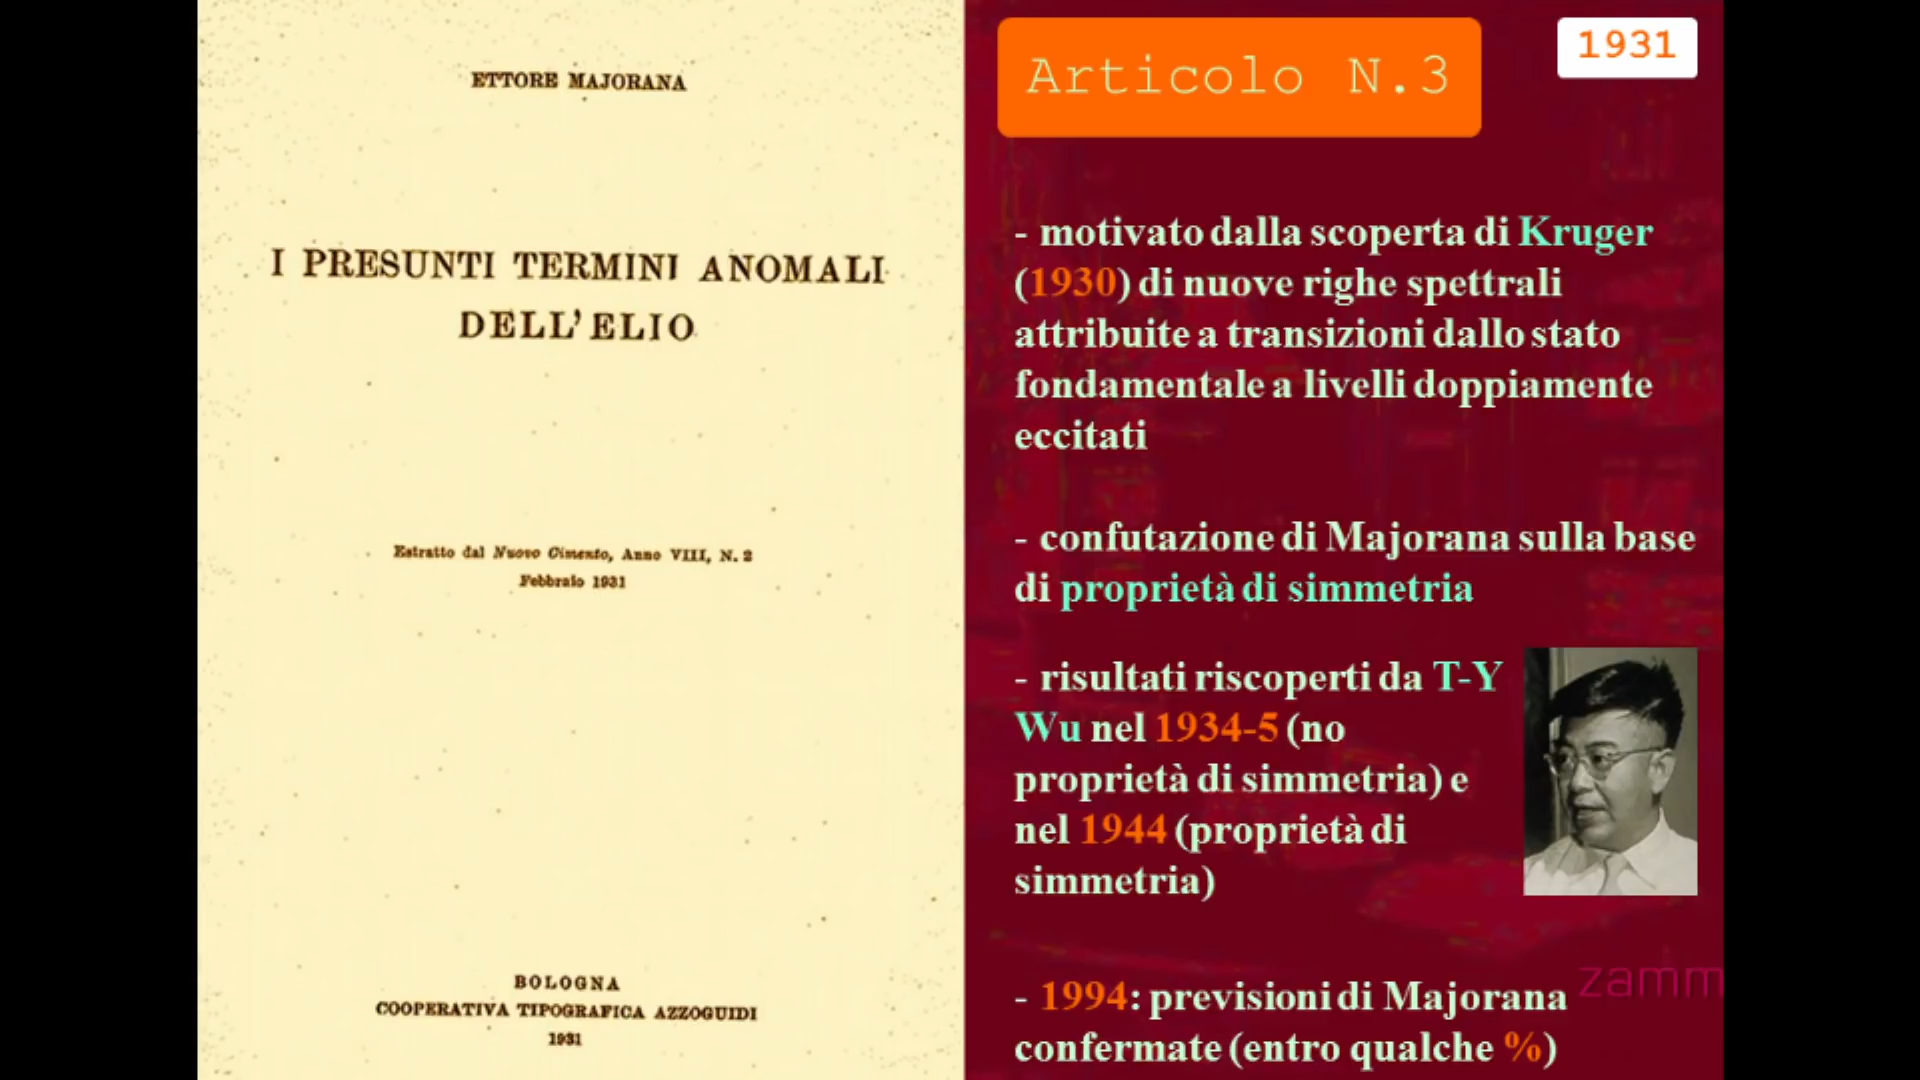 ETTORE MAJORANA
I PRESUNTI TERMINI ANOMALI
DELL'ELIO
Estratto dal Nuovo Cimento, Anno VIII, N. 2
Febbraio 1931
BOLOGNA
COOPERATIVA TIPOGRAFICA AZZOGUIDI
1931
Articolo N.3
1931
- motivato dalla scoperta di Kruger
(1930) di nuove righe spettrali
attribuite a transizioni dallo stato
fondamentale a livelli doppiamente
eccitati
- confutazione di Majorana sulla base
di proprietà di simmetria
- risultati riscoperti da T-Y
Wu nel 1934-5 (no
proprietà di simmetria) e
nel 1944 (proprietà di
simmetria)
zamm
- 1994: previsioni di Majorana
confermate (entro qualche %)